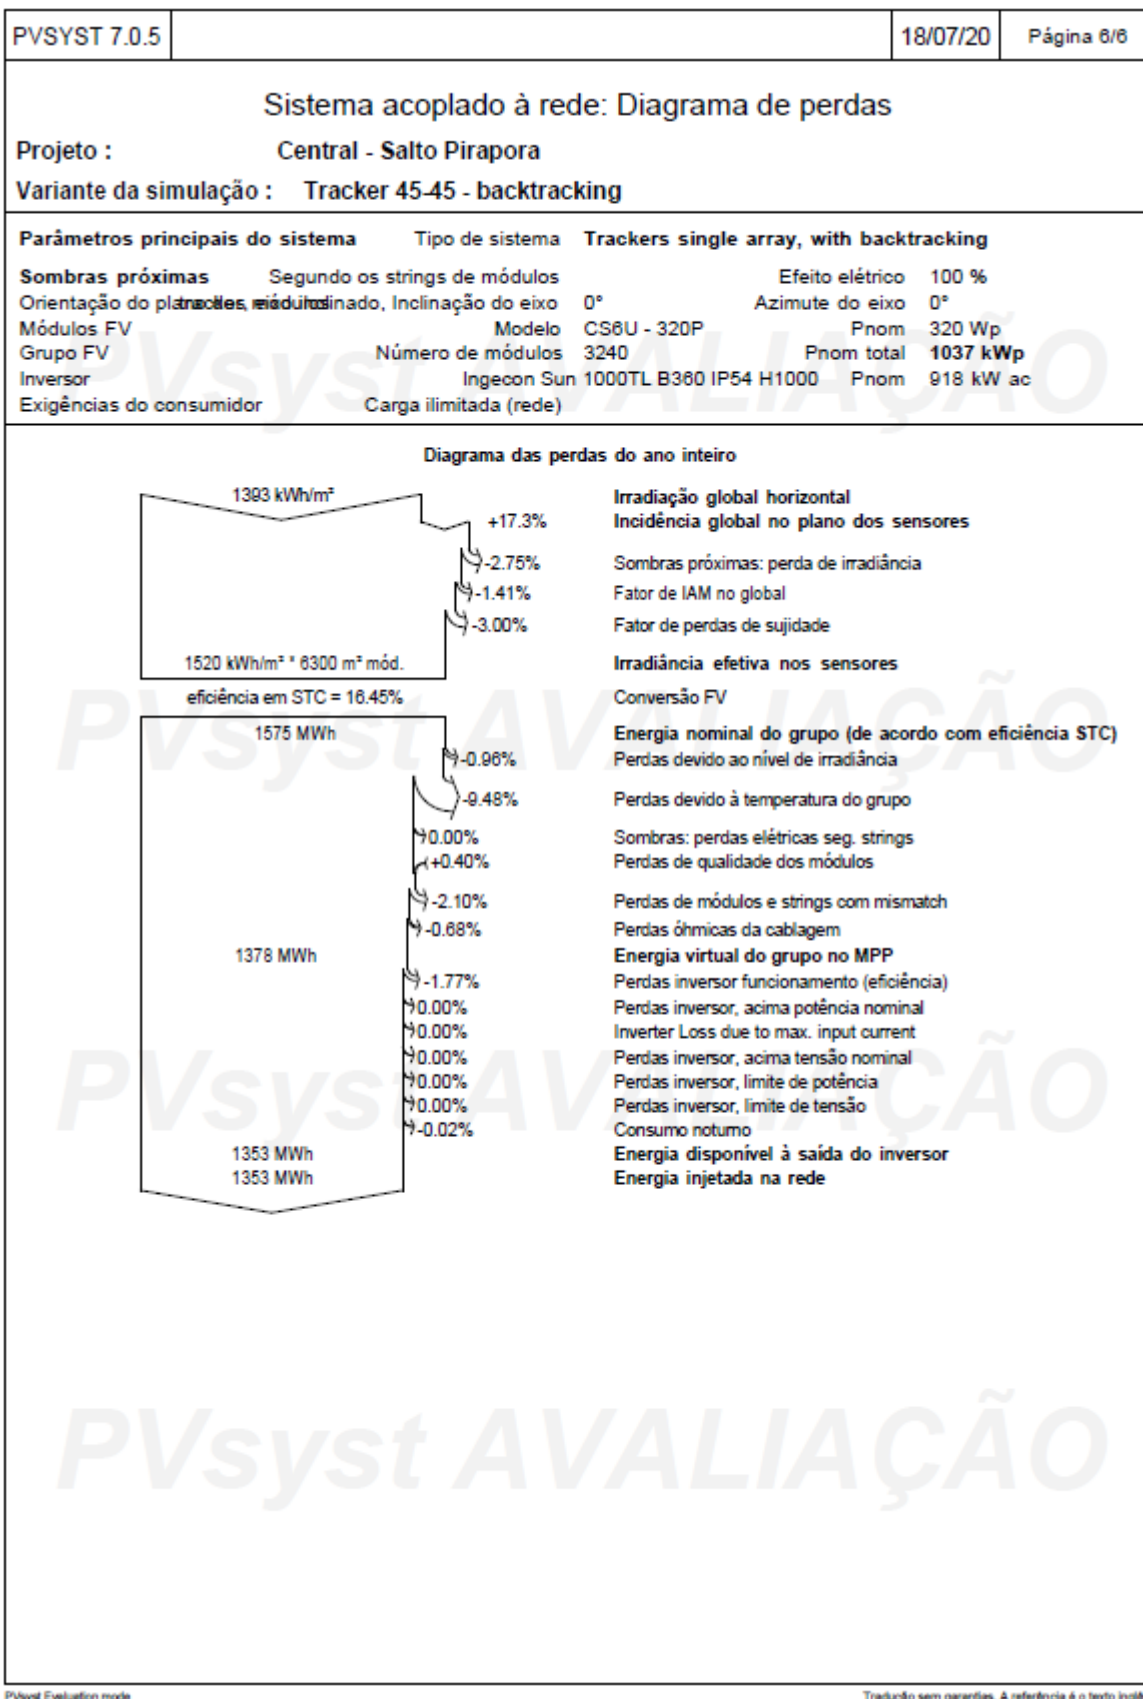 PVSYST 7.0.5 18/07/20 Página 6/6
Sistema acoplado à rede: Diagrama de perdas
Projeto : Central - Salto Pirapora
Variante da simulação : Tracker 45-45 - backtracking
Parâmetros principais do sistema Tipo de sistema Trackers single array, with backtracking
Sombras próximas Segundo os strings de módulos Efeito elétrico 100 %
Orientação do inclinado, Inclinação do eixo 0° Azimute do eixo 0°
Módulos FV Modelo CS6U - 320P Pnom 320 Wp
Grupo FV Número de módulos 3240 Pnom total 1037 kWp
Inversor Ingecon Sun 1000TL B360 IP54 H1000 Pnom 918 kW ac
Exigências do consumidor Carga ilimitada (rede)
Diagrama das perdas do ano inteiro
1393 kWh/m² Irradiação global horizontal
+17.3% Incidência global no plano dos sensores
-2.75% Sombras próximas: perda de irradiância
-1.41% Fator de IAM no global
-3.00% Fator de perdas de sujidade
1520 kWh/m² * 6300 m² mód. Irradiância efetiva nos sensores
eficiência em STC = 16.45% Conversão FV
1575 MWh Energia nominal do grupo (de acordo com eficiência STC)
-0.96% Perdas devido ao nível de irradiância
-9.48% Perdas devido à temperatura do grupo
0.00% Sombras: perdas elétricas seg. strings
+0.40% Perdas de qualidade dos módulos
-2.10% Perdas de módulos e strings com mismatch
-0.68% Perdas óhmicas da cablagem
1378 MWh Energia virtual do grupo no MPP
-1.77% Perdas inversor funcionamento (eficiência)
0.00% Perdas inversor, acima potência nominal
0.00% Inverter Loss due to max. input current
0.00% Perdas inversor, acima tensão nominal
0.00% Perdas inversor, limite de potência
0.00% Perdas inversor, limite de tensão
-0.02% Consumo noturno
1353 MWh Energia disponível à saída do inversor
1353 MWh Energia injetada na rede
PVsyst AVALIAÇÃO
PVsyst AVALIAÇÃO
PVsyst AVALIAÇÃO
PVsyst AVALIAÇÃO
PVsyst Evaluation mode Tradução sem garantias. A referência é o texto